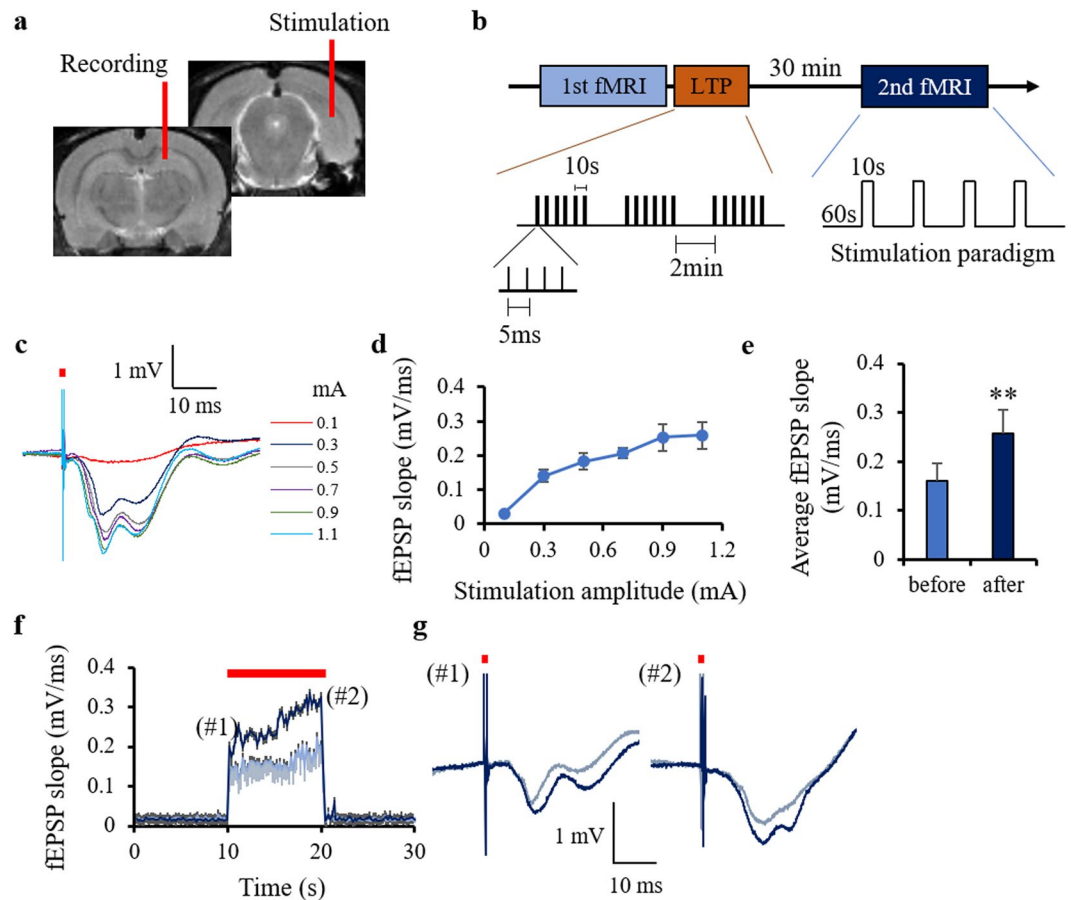 a
Stimulation
Recording
b
30 min
1st fMRI
LTP
2nd fMRI
10s
10s
60s
2min
Stimulation paradigm
5ms
c
1 mV
10 ms
mA
0.1
0.3
0.5
0.7
0.9
1.1
d
fEPSP slope (mV/ms)
0.4
0.3
0.2
0.1
0
0
0.3
0.6
0.9
1.2
Stimulation amplitude (mA)
e
Average fEPSP slope
(mV/ms)
0.4
0.3
0.2
0.1
0
**
before
after
f
fEPSP slope (mV/ms)
0.4
0.3
0.2
0.1
0
(#1)
(#2)
0
10
20
30
Time (s)
g
(#1)
(#2)
1 mV
10 ms